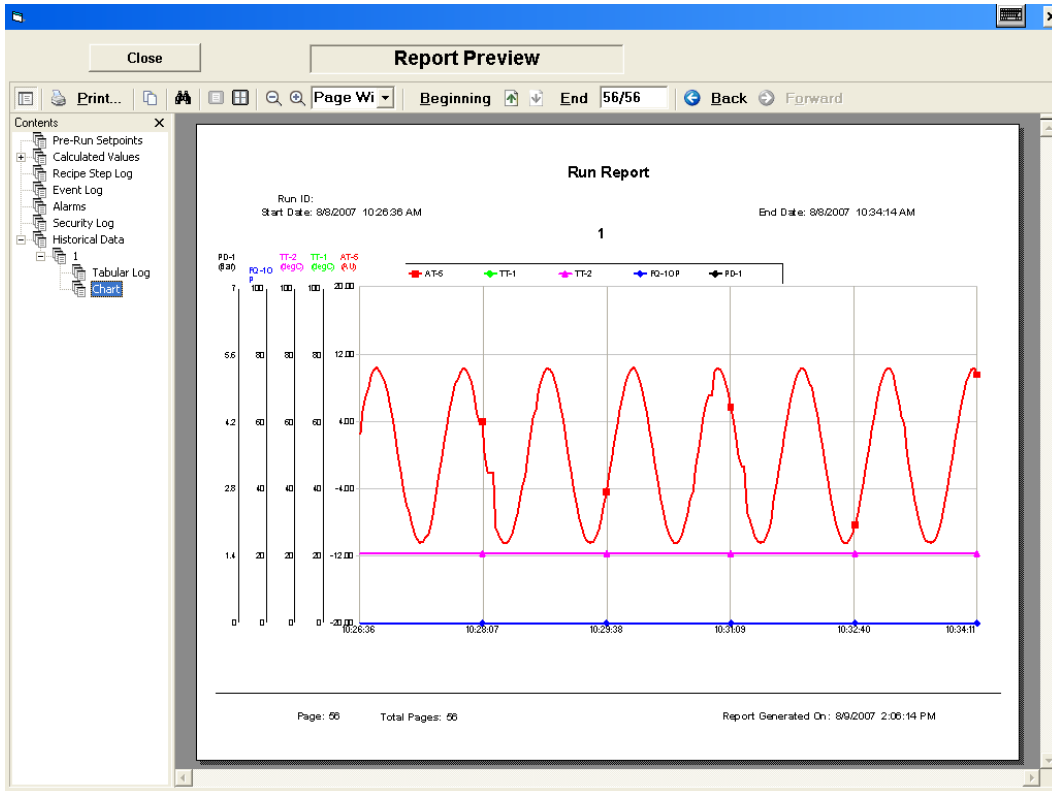 Close
Report Preview
Print... Page Wi Beginning End 56/56 Back Forward
Contents
Pre-Run Setpoints
Calculated Values
Recipe Step Log
Event Log
Alarms
Security Log
Historical Data
1
Tabular Log
Chart
Run Report
Run ID:
Start Date: 8/8/2007 10:26:36 AM
End Date: 8/8/2007 10:34:14 AM
1
PD-1 TT-2 TT-1 AT-6
(Bar) FQ-10P (DegC) (DegC) (AU)
AT-6 TT-1 TT-2 FQ-10P PD-1
7 100 100 100 20.00
5.6 80 80 80 12.00
4.2 60 60 60 4.00
2.8 40 40 40 -4.00
1.4 20 20 20 -12.00
0 0 0 0 -20.00
10:26:36 10:28:07 10:29:38 10:31:09 10:32:40 10:34:11
Page: 56 Total Pages: 56 Report Generated On: 8/9/2007 2:06:14 PM